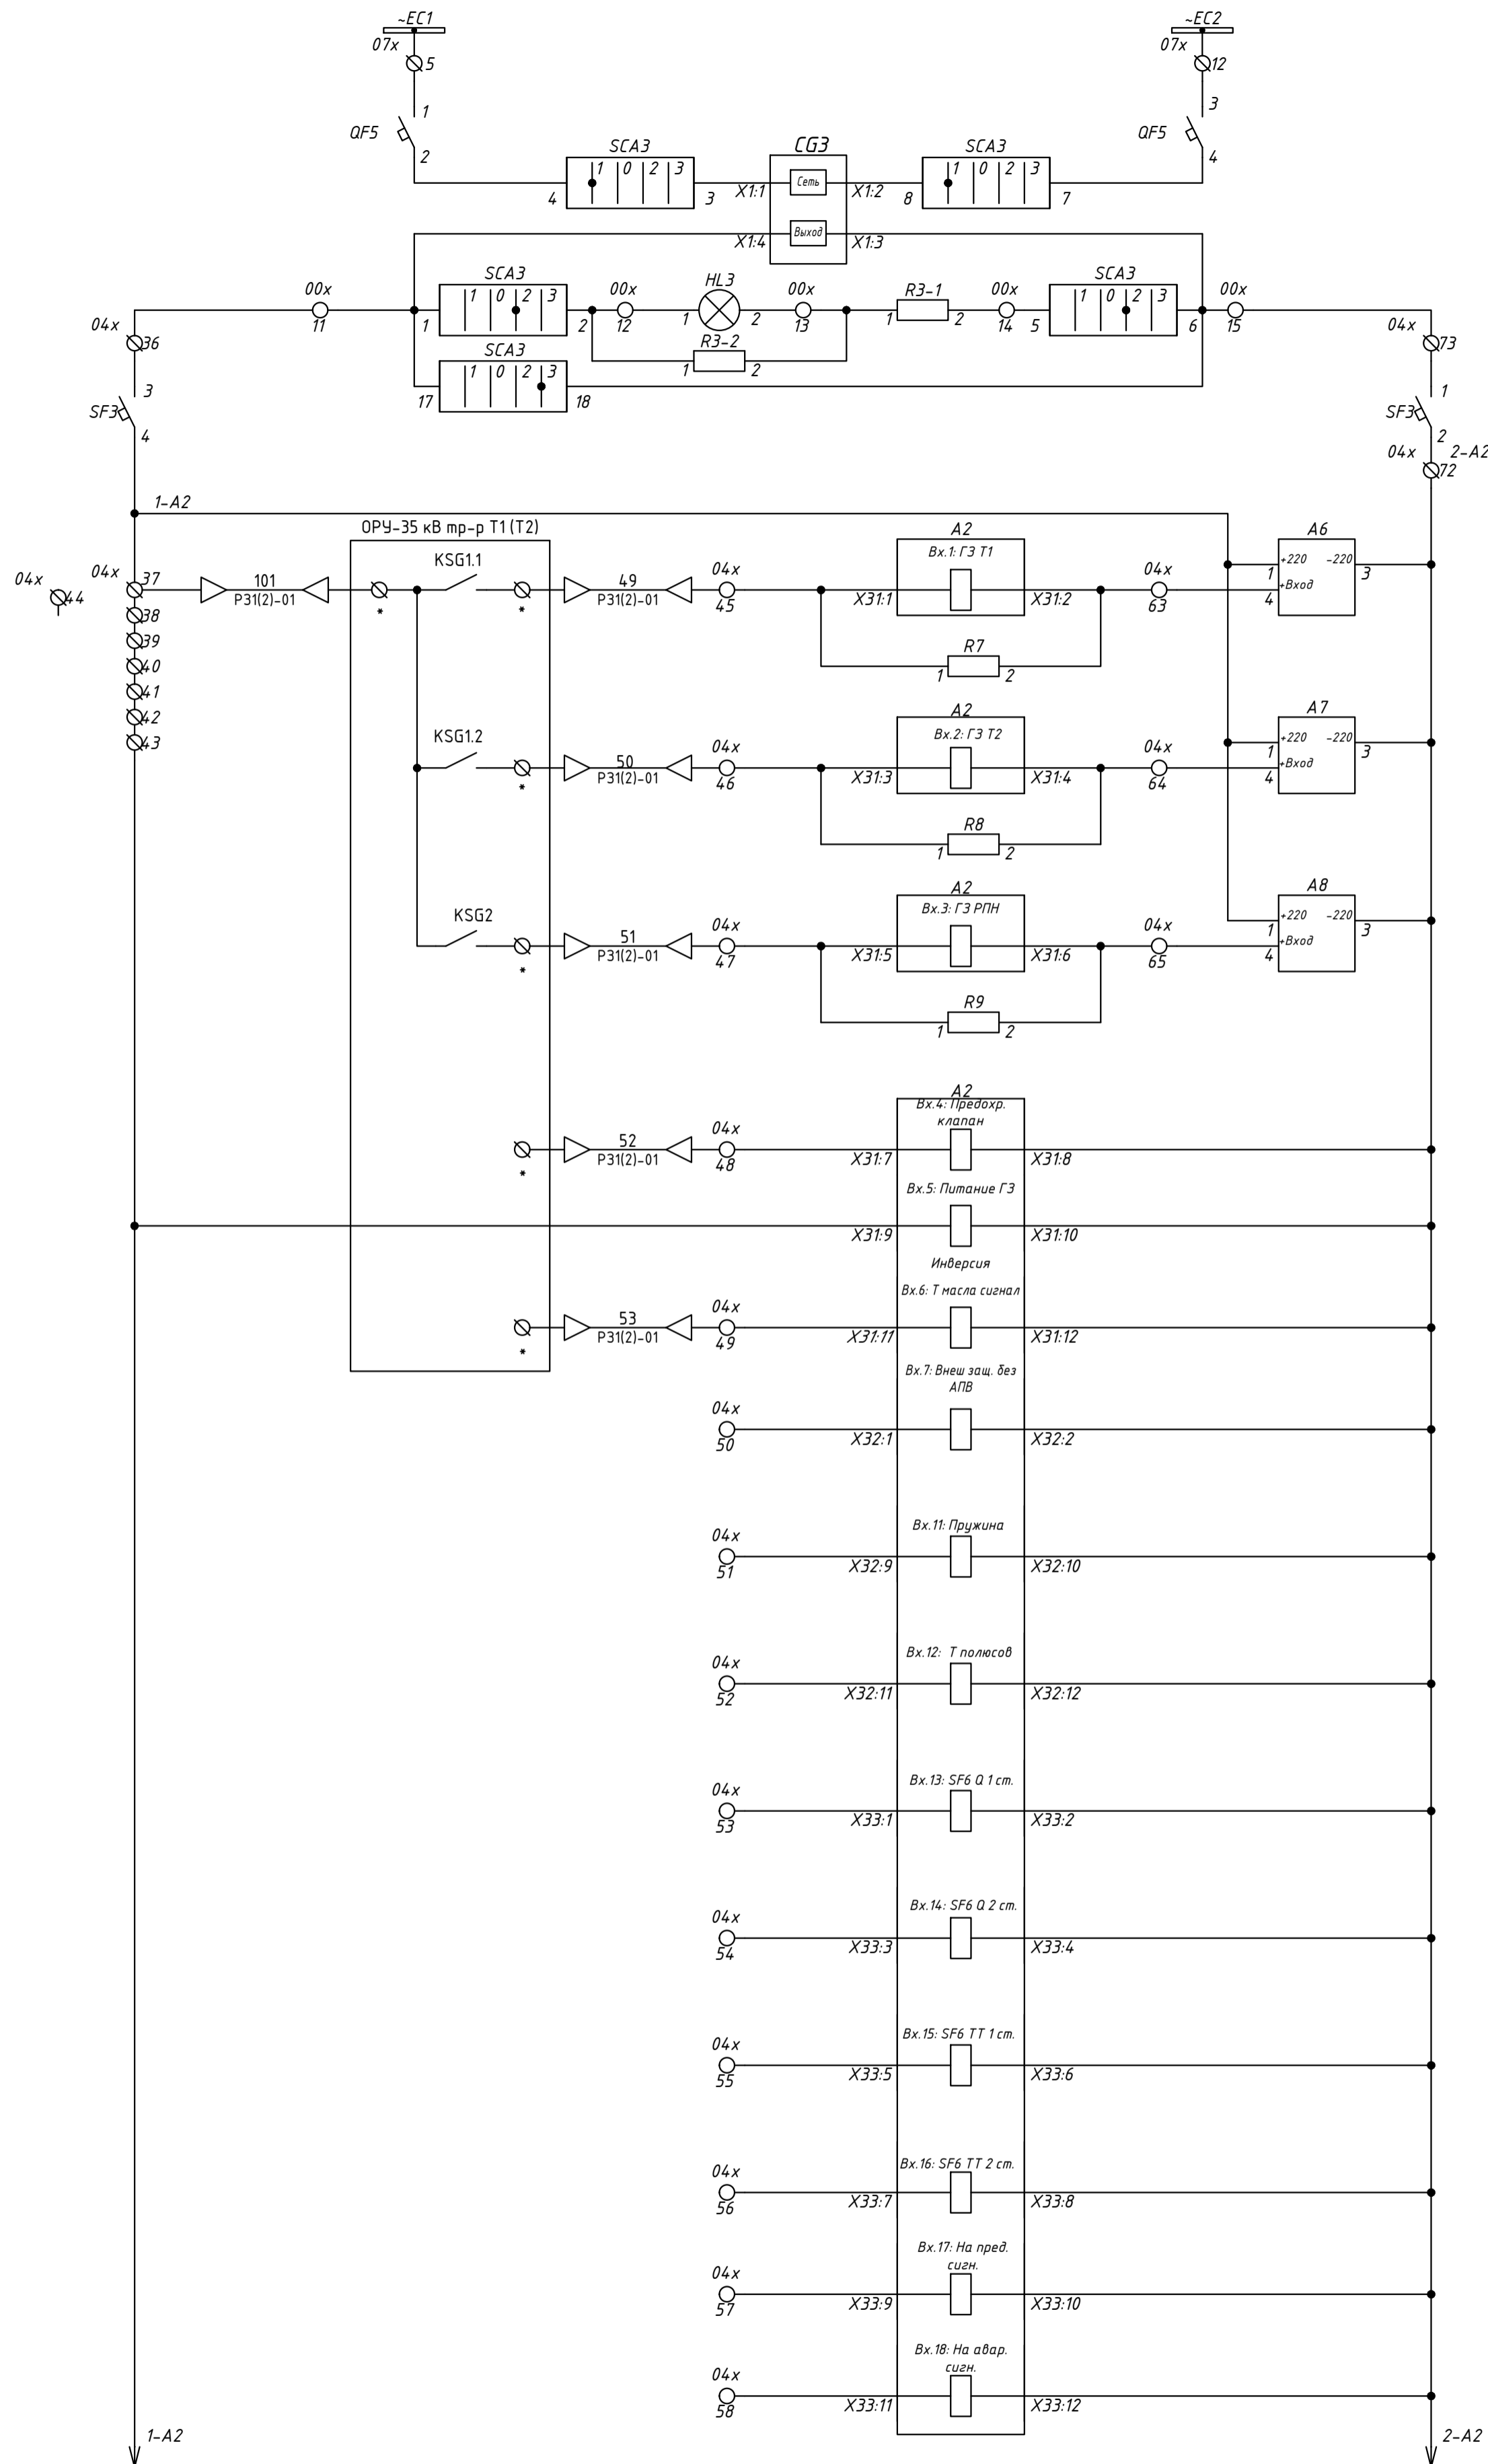 ~EC1 ~EC2
07x 07x
5 12
1 3
QF5 QF5
2 4
SCA3 CG3 SCA3
1 0 2 3 Сеть 1 0 2 3
4 3 X1:1 X1:2 8 7
Выход
X1:4 X1:3
SCA3 HL3 SCA3
00x 1 0 2 3 00x 00x R3-1 00x 1 0 2 3 00x
11 1 2 12 1 2 13 1 2 14 5 6 15
04x 04x
36 73
SCA3 R3-2
1 0 2 3 1 2
17 18
3 1
SF3 SF3
4 2
04x 2-A2
72
1-A2
ОРУ-35 кВ тр-р Т1 (Т2) A2 A6
Вх.1: ГЗ Т1
KSG1.1 +220 -220
04x 04x 37 101 49 04x 04x 1 3
44 Р31(2)-01 * * Р31(2)-01 45 X31:1 X31:2 63 4 +Вход
38
39 R7
40 1 2
41
42 A2 A7
43 KSG1.2 Вх.2: ГЗ Т2 +220 -220
50 04x 04x 1 3
* Р31(2)-01 46 X31:3 X31:4 64 4 +Вход
R8
1 2
A2 A8
KSG2 Вх.3: ГЗ РПН +220 -220
51 04x 04x 1 3
* Р31(2)-01 47 X31:5 X31:6 65 4 +Вход
R9
1 2
A2
Вх.4: Предохр.
клапан
52 04x
* Р31(2)-01 48 X31:7 X31:8
Вх.5: Питание ГЗ
X31:9 X31:10
Инверсия
Вх.6: Т масла сигнал
53 04x
* Р31(2)-01 49 X31:11 X31:12
Вх.7: Внеш защ. без
АПВ
04x
50 X32:1 X32:2
Вх.11: Пружина
04x
51 X32:9 X32:10
Вх.12: Т полюсов
04x
52 X32:11 X32:12
Вх.13: SF6 Q 1 ст.
04x
53 X33:1 X33:2
Вх.14: SF6 Q 2 ст.
04x
54 X33:3 X33:4
Вх.15: SF6 ТТ 1 ст.
04x
55 X33:5 X33:6
Вх.16: SF6 ТТ 2 ст.
04x
56 X33:7 X33:8
Вх.17: На пред.
сигн.
04x
57 X33:9 X33:10
Вх.18: На авар.
сигн.
04x
58 X33:11 X33:12
1-A2 2-A2